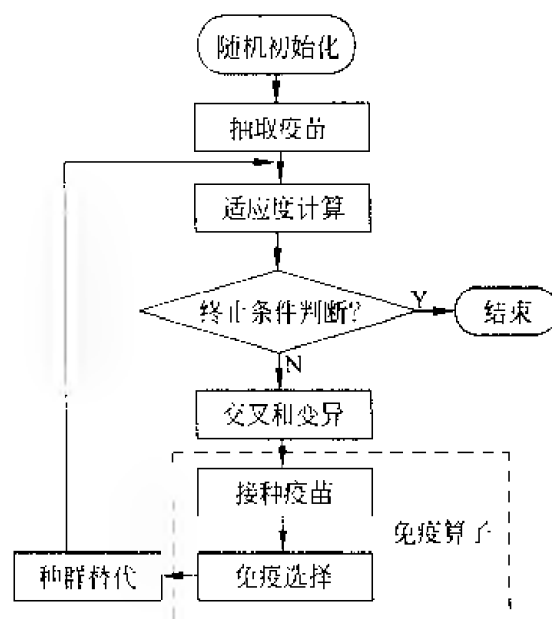 随机初始化
抽取疫苗
适应度计算
终止条件判断?
Y
结束
N
交叉和变异
接种疫苗
免疫算子
种群替代
免疫选择